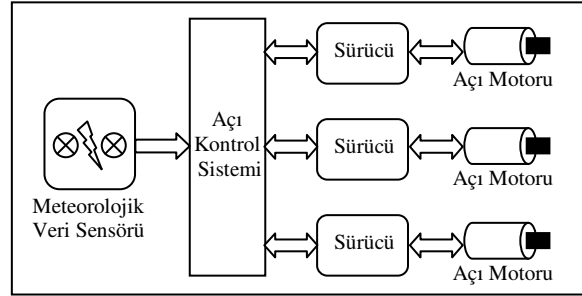 Sürücü
Açı Motoru
Açı
Kontrol
Sistemi
Sürücü
Açı Motoru
Meteorolojik
Veri Sensörü
Sürücü
Açı Motoru